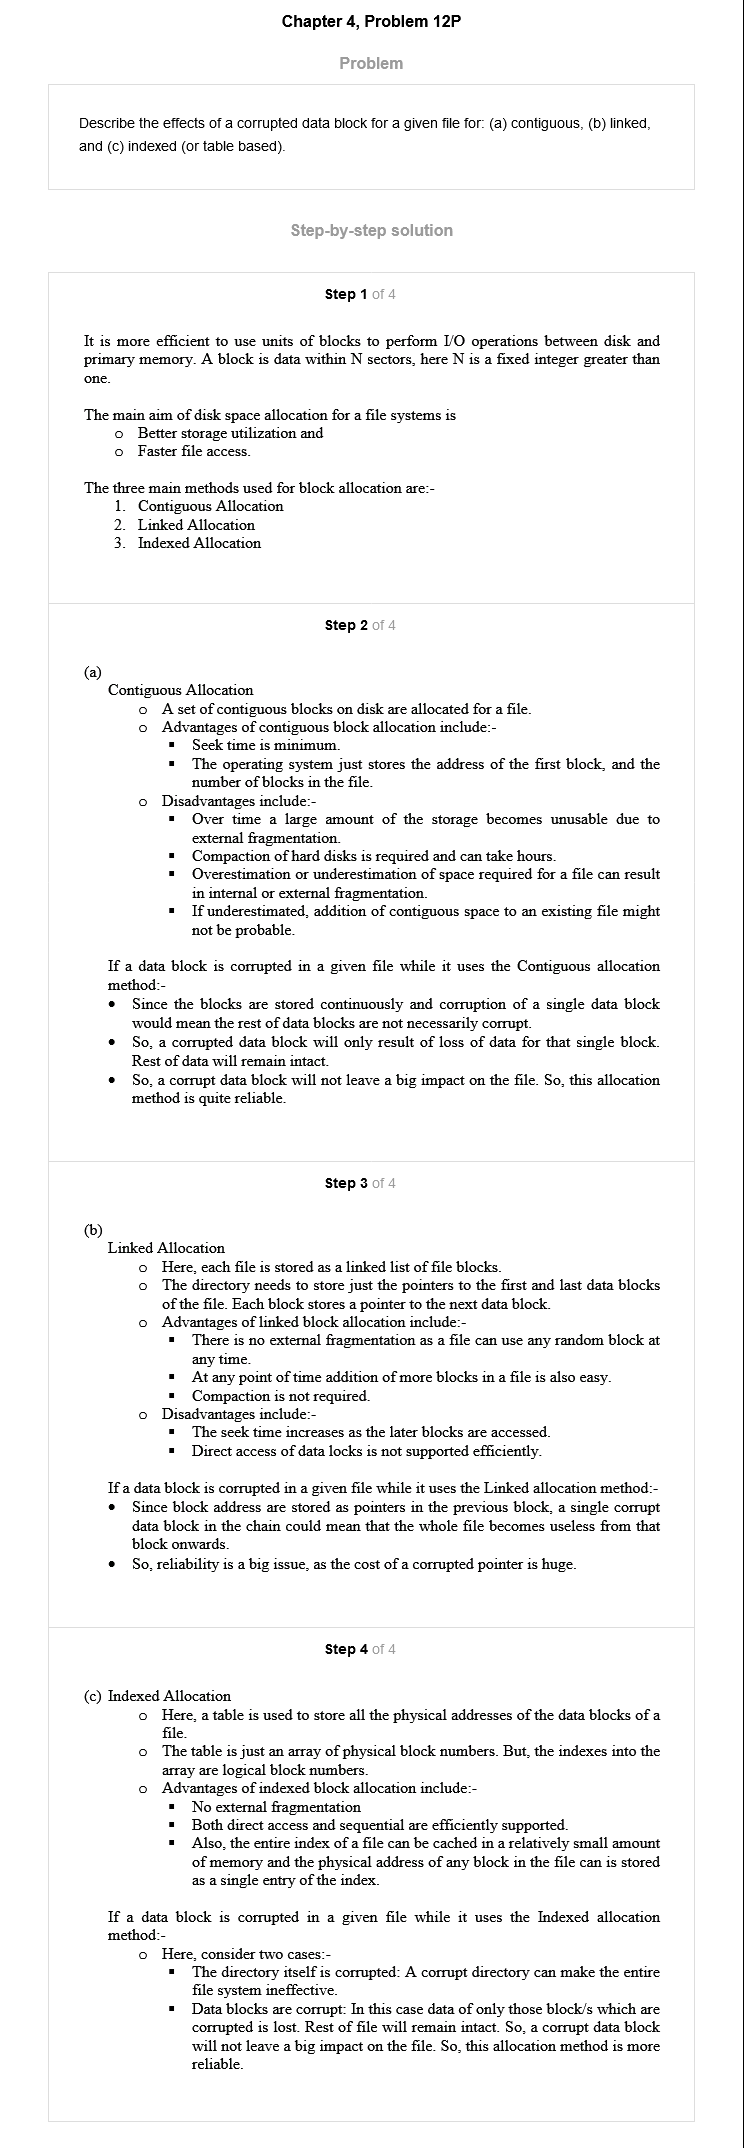 Chapter 4, Problem 12P
Problem
Describe the effects of a corrupted data block for a given file for: (a) contiguous, (b) linked,
and (c) indexed (or table based).
Step-by-step solution
Step 1 of 4
It is more efficient to use units of blocks to perform I/O operations between disk and
primary memory. A block is data within N sectors, here N is a fixed integer greater than
one.
The main aim of disk space allocation for a file systems is
o Better storage utilization and
o Faster file access.
The three main methods used for block allocation are:-
1. Contiguous Allocation
2. Linked Allocation
3. Indexed Allocation
Step 2 of 4
(a)
Contiguous Allocation
o A set of contiguous blocks on disk are allocated for a file.
o Advantages of contiguous block allocation include:-
▪ Seek time is minimum.
▪ The operating system just stores the address of the first block, and the
number of blocks in the file.
o Disadvantages include:-
▪ Over time a large amount of the storage becomes unusable due to
external fragmentation.
▪ Compaction of hard disks is required and can take hours.
▪ Overestimation or underestimation of space required for a file can result
in internal or external fragmentation.
▪ If underestimated, addition of contiguous space to an existing file might
not be probable.
If a data block is corrupted in a given file while it uses the Contiguous allocation
method:-
• Since the blocks are stored continuously and corruption of a single data block
would mean the rest of data blocks are not necessarily corrupt.
• So, a corrupted data block will only result of loss of data for that single block.
Rest of data will remain intact.
• So, a corrupt data block will not leave a big impact on the file. So, this allocation
method is quite reliable.
Step 3 of 4
(b)
Linked Allocation
o Here, each file is stored as a linked list of file blocks.
o The directory needs to store just the pointers to the first and last data blocks
of the file. Each block stores a pointer to the next data block.
o Advantages of linked block allocation include:-
▪ There is no external fragmentation as a file can use any random block at
any time.
▪ At any point of time addition of more blocks in a file is also easy.
▪ Compaction is not required.
o Disadvantages include:-
▪ The seek time increases as the later blocks are accessed.
▪ Direct access of data locks is not supported efficiently.
If a data block is corrupted in a given file while it uses the Linked allocation method:-
• Since block address are stored as pointers in the previous block, a single corrupt
data block in the chain could mean that the whole file becomes useless from that
block onwards.
• So, reliability is a big issue, as the cost of a corrupted pointer is huge.
Step 4 of 4
(c) Indexed Allocation
o Here, a table is used to store all the physical addresses of the data blocks of a
file.
o The table is just an array of physical block numbers. But, the indexes into the
array are logical block numbers.
o Advantages of indexed block allocation include:-
▪ No external fragmentation
▪ Both direct access and sequential are efficiently supported.
▪ Also, the entire index of a file can be cached in a relatively small amount
of memory and the physical address of any block in the file can is stored
as a single entry of the index.
If a data block is corrupted in a given file while it uses the Indexed allocation
method:-
o Here, consider two cases:-
▪ The directory itself is corrupted: A corrupt directory can make the entire
file system ineffective.
▪ Data blocks are corrupt: In this case data of only those block/s which are
corrupted is lost. Rest of file will remain intact. So, a corrupt data block
will not leave a big impact on the file. So, this allocation method is more
reliable.